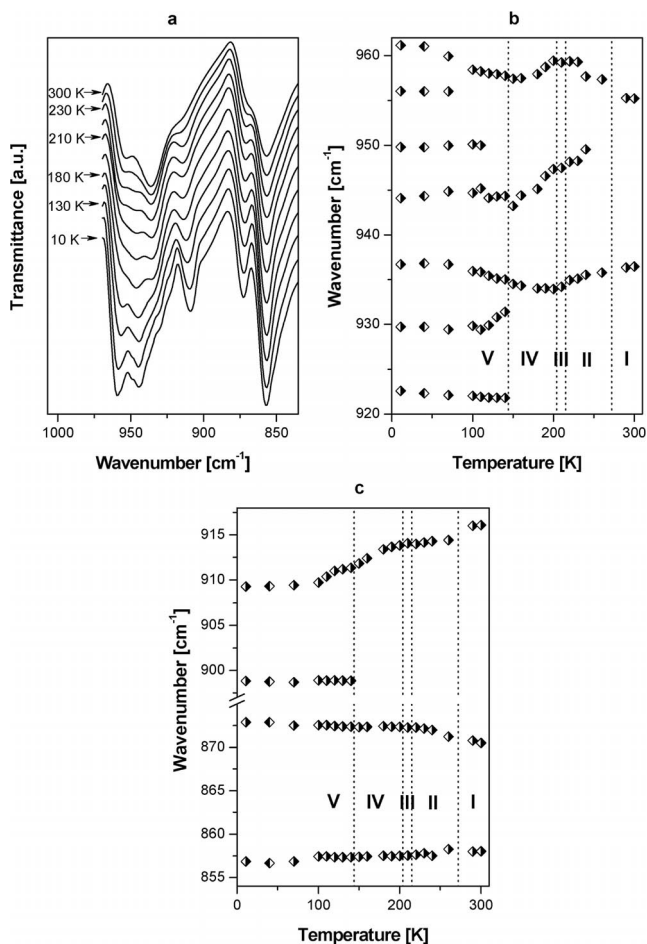 a
300 K
230 K
210 K
180 K
130 K
10 K
Transmittance [a.u.]
1000 950 900 850
Wavenumber [cm⁻¹]
b
960
950
940
930
920
Wavenumber [cm⁻¹]
V IV III II I
0 100 200 300
Temperature [K]
c
915
910
905
900
870
865
860
855
Wavenumber [cm⁻¹]
V IV III II I
0 100 200 300
Temperature [K]